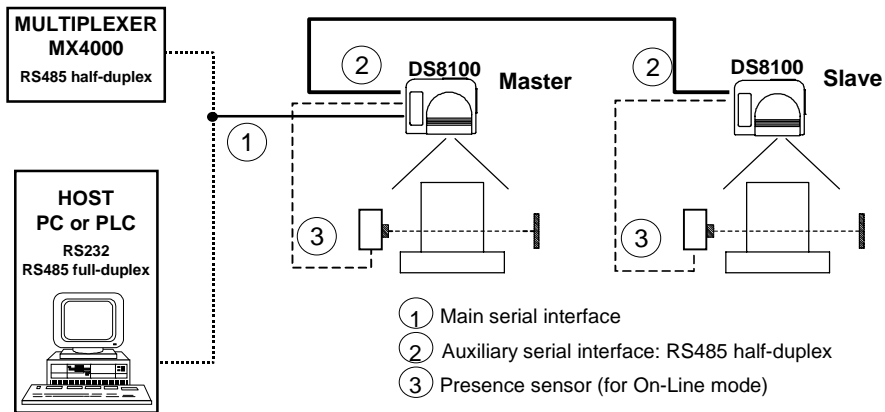 MULTIPLEXER
MX4000
RS485 half-duplex
HOST
PC or PLC
RS232
RS485 full-duplex
1
2
DS8100
Master
3
2
DS8100
Slave
3
1 Main serial interface
2 Auxiliary serial interface: RS485 half-duplex
3 Presence sensor (for On-Line mode)